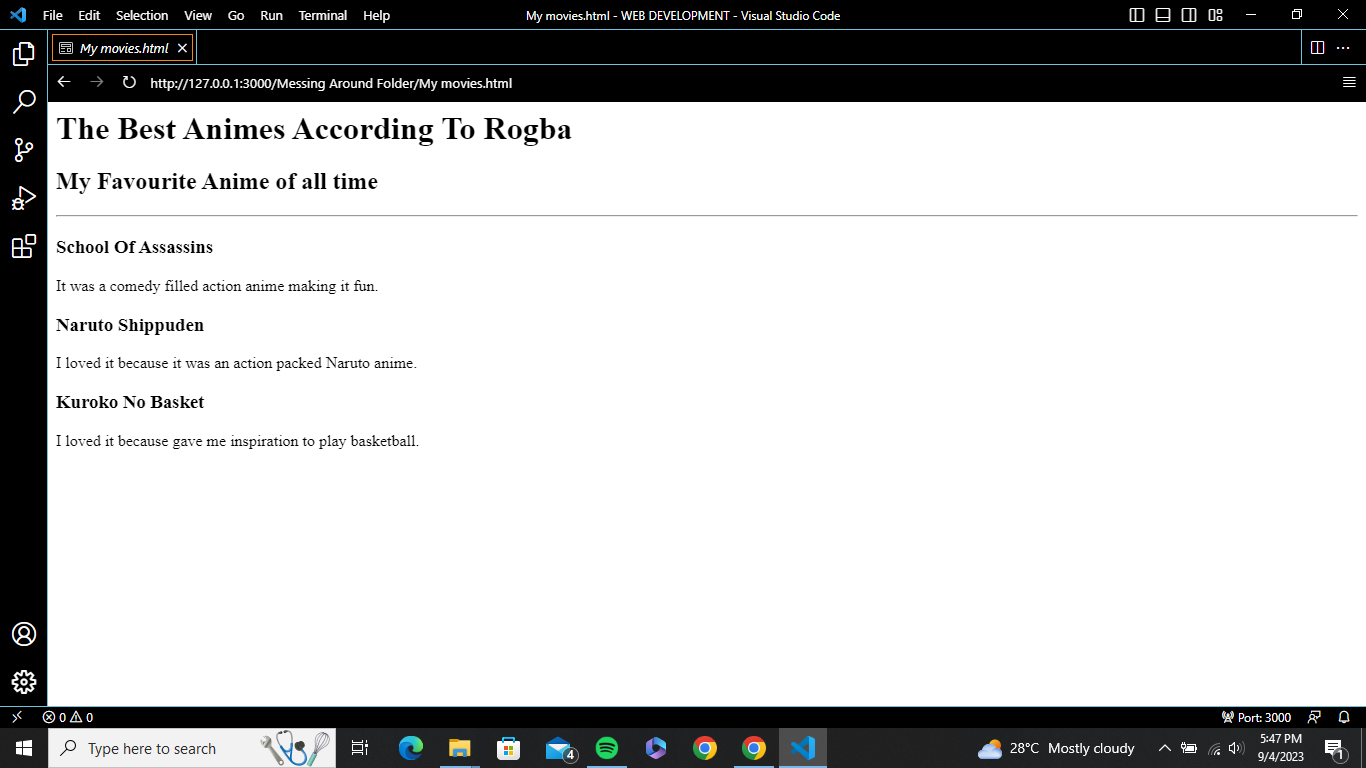 File Edit Selection View Go Run Terminal Help My movies.html - WEB DEVELOPMENT - Visual Studio Code
My movies.html
http://127.0.0.1:3000/Messing Around Folder/My movies.html
The Best Animes According To Rogba
My Favourite Anime of all time
School Of Assassins
It was a comedy filled action anime making it fun.
Naruto Shippuden
I loved it because it was an action packed Naruto anime.
Kuroko No Basket
I loved it because gave me inspiration to play basketball.
0 0 Port: 3000
Type here to search 4 28°C Mostly cloudy 5:47 PM 1
9/4/2023